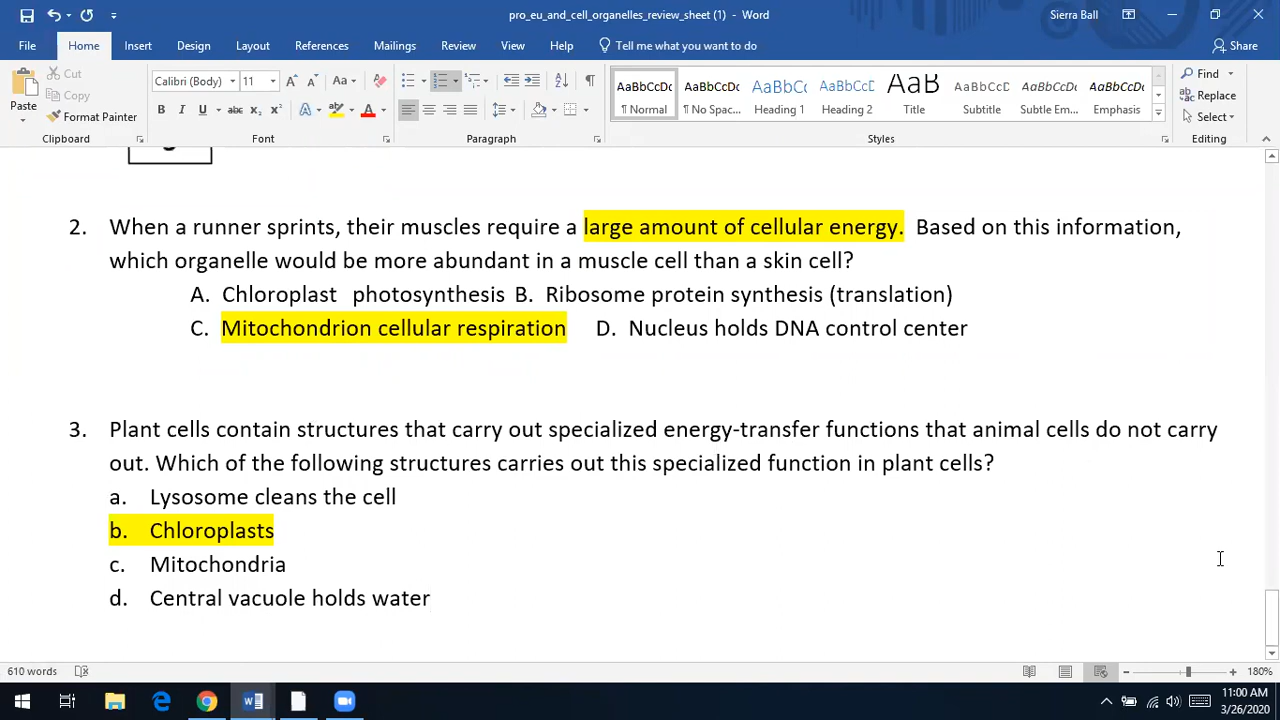 pro_eu_and_cell_organelles_review_sheet (1) - Word
Sierra Ball
File Home Insert Design Layout References Mailings Review View Help Tell me what you want to do Share
Paste
Cut
Copy
Format Painter
Clipboard
Calibri (Body) 11
Font
Paragraph
AaBbCcDc ¶ Normal
AaBbCcDc ¶ No Spac...
AaBbCc Heading 1
AaBbCcD Heading 2
AaB Title
AaBbCcD Subtitle
AaBbCcDc Subtle Em...
AaBbCcDc Emphasis
Styles
Find
Replace
Select
Editing
2. When a runner sprints, their muscles require a large amount of cellular energy. Based on this information,
which organelle would be more abundant in a muscle cell than a skin cell?
A. Chloroplast photosynthesis B. Ribosome protein synthesis (translation)
C. Mitochondrion cellular respiration D. Nucleus holds DNA control center
3. Plant cells contain structures that carry out specialized energy-transfer functions that animal cells do not carry
out. Which of the following structures carries out this specialized function in plant cells?
a. Lysosome cleans the cell
b. Chloroplasts
c. Mitochondria
d. Central vacuole holds water
610 words
180%
11:00 AM
3/26/2020